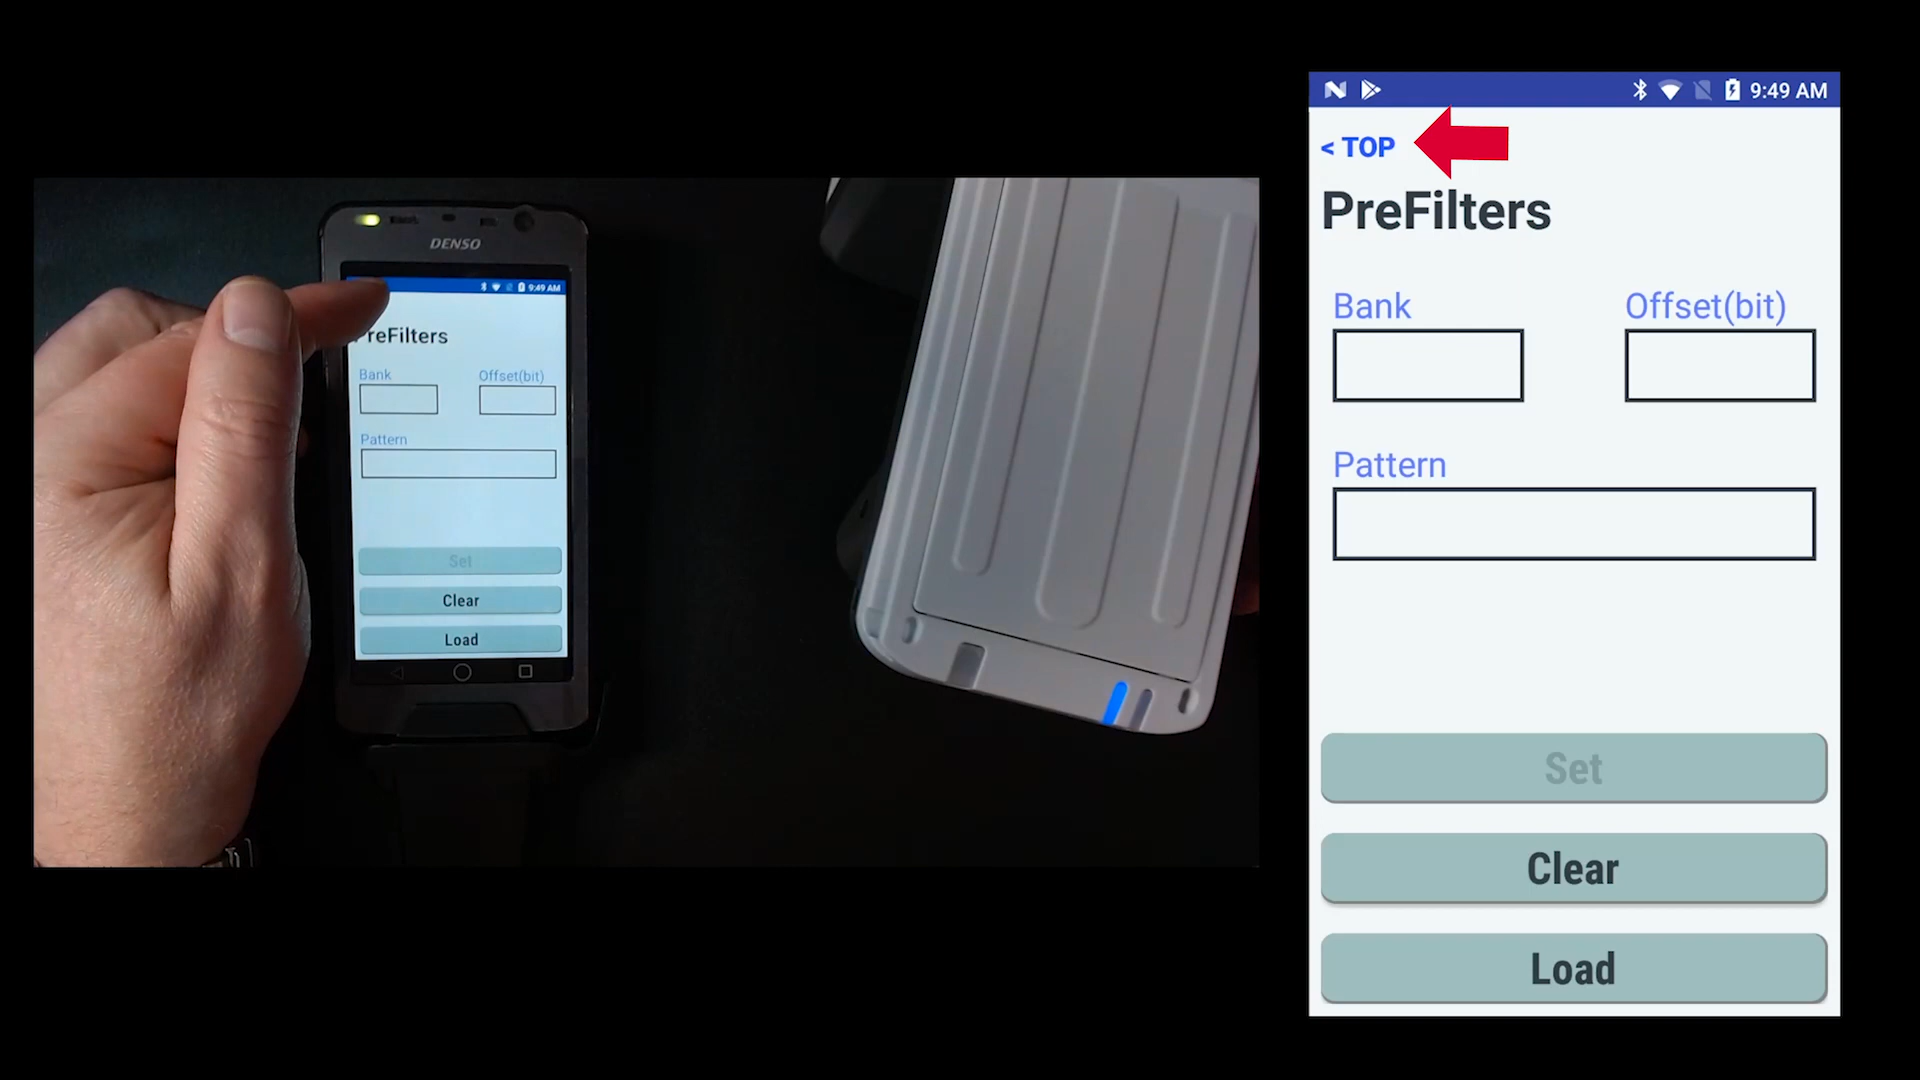 DENSO
9:49 AM
PreFilters
Bank
Offset(bit)
Pattern
Set
Clear
Load
9:49 AM
< TOP
PreFilters
Bank
Offset(bit)
Pattern
Set
Clear
Load